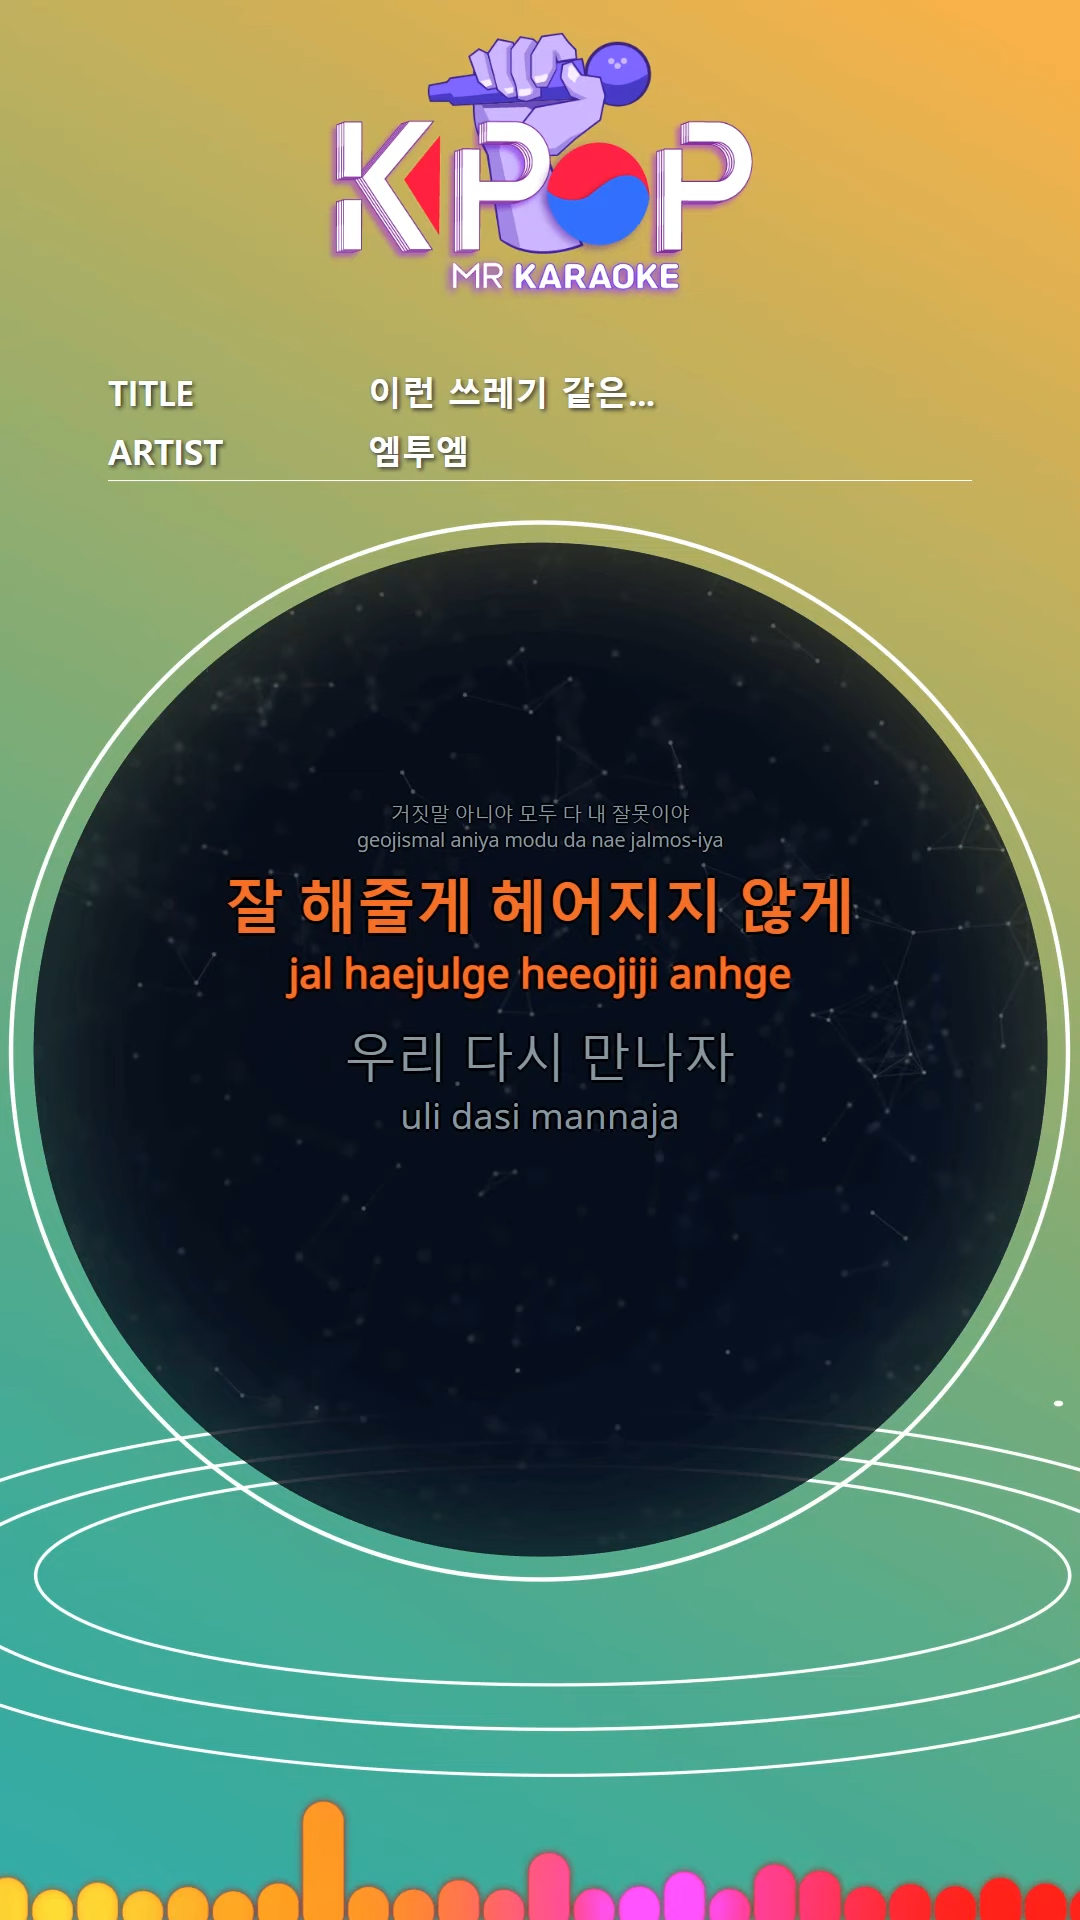 KPOP
MR KARAOKE
TITLE 이런 쓰레기 같은...
ARTIST 엠투엠
거짓말 아니야 모두 다 내 잘못이야
geojismal aniya modu da nae jalmos-iya
잘 해줄게 헤어지지 않게
jal haejulge heeojiji anhge
우리 다시 만나자
uli dasi mannaja